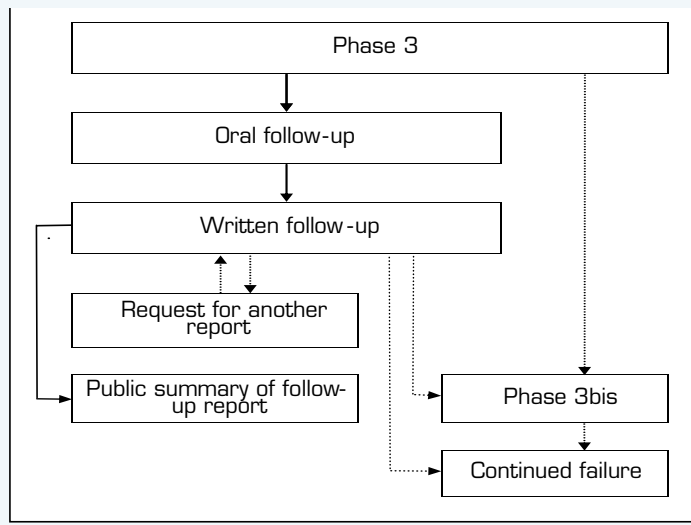 Phase 3
Oral follow-up
Written follow-up
Request for another
report
Public summary of follow-
up report
Phase 3bis
Continued failure